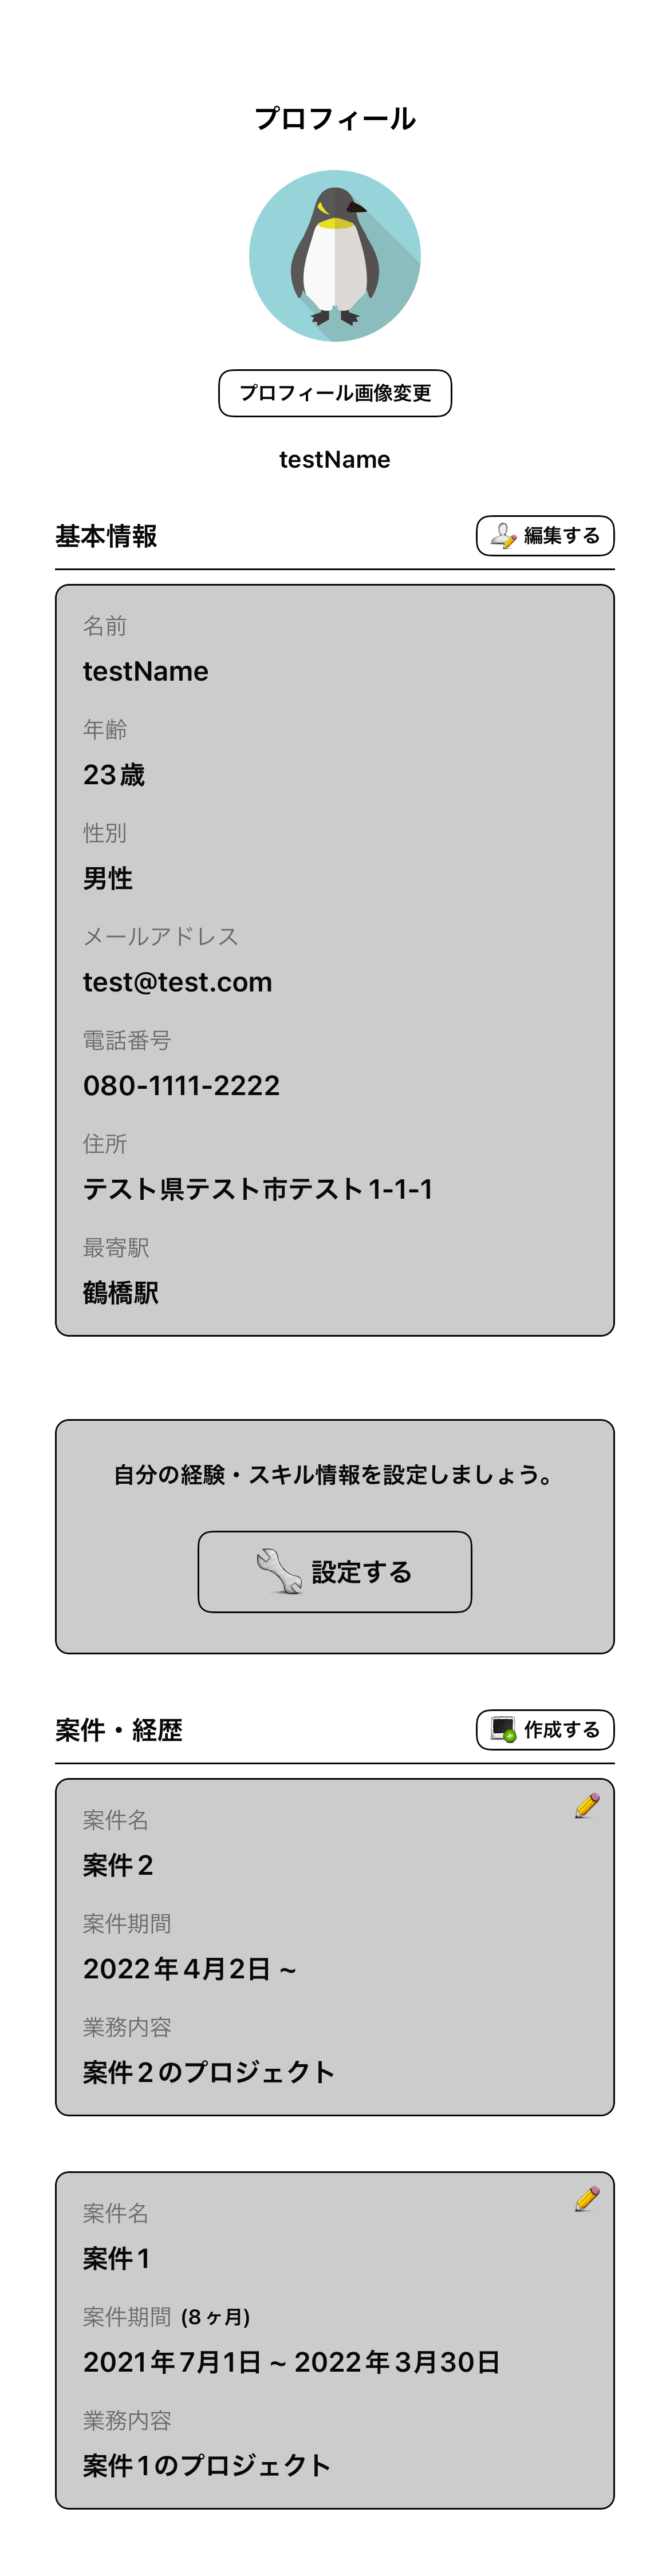 プロフィール
プロフィール画像変更
testName
基本情報
編集する
名前
testName
年齢
23歳
性別
男性
メールアドレス
test@test.com
電話番号
080-1111-2222
住所
テスト県テスト市テスト1-1-1
最寄駅
鶴橋駅
自分の経験・スキル情報を設定しましょう。
設定する
案件・経歴
作成する
案件名
案件2
案件期間
2022年4月2日 ~
業務内容
案件2のプロジェクト
案件名
案件1
案件期間 (8ヶ月)
2021年7月1日 ~ 2022年3月30日
業務内容
案件1のプロジェクト